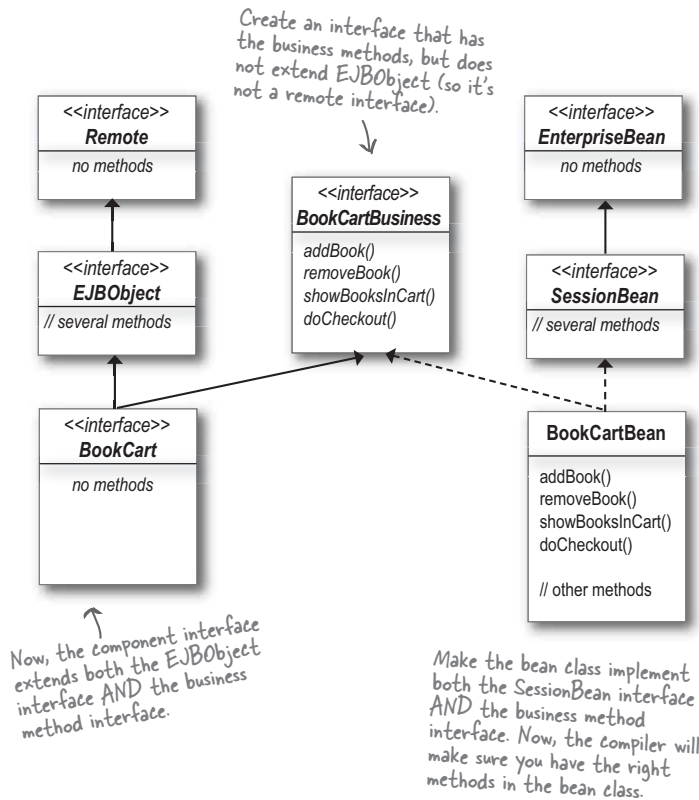 Create an interface that has
the business methods, but does
not extend EJBObject (so it's
not a remote interface).
<<interface>>
Remote
no methods
<<interface>>
EJBObject
// several methods
<<interface>>
BookCart
no methods
<<interface>>
BookCartBusiness
addBook()
removeBook()
showBooksInCart()
doCheckout()
<<interface>>
EnterpriseBean
no methods
<<interface>>
SessionBean
// several methods
BookCartBean
addBook()
removeBook()
showBooksInCart()
doCheckout()
// other methods
Now, the component interface
extends both the EJBObject
interface AND the business
method interface.
Make the bean class implement
both the SessionBean interface
AND the business method
interface. Now, the compiler will
make sure you have the right
methods in the bean class.